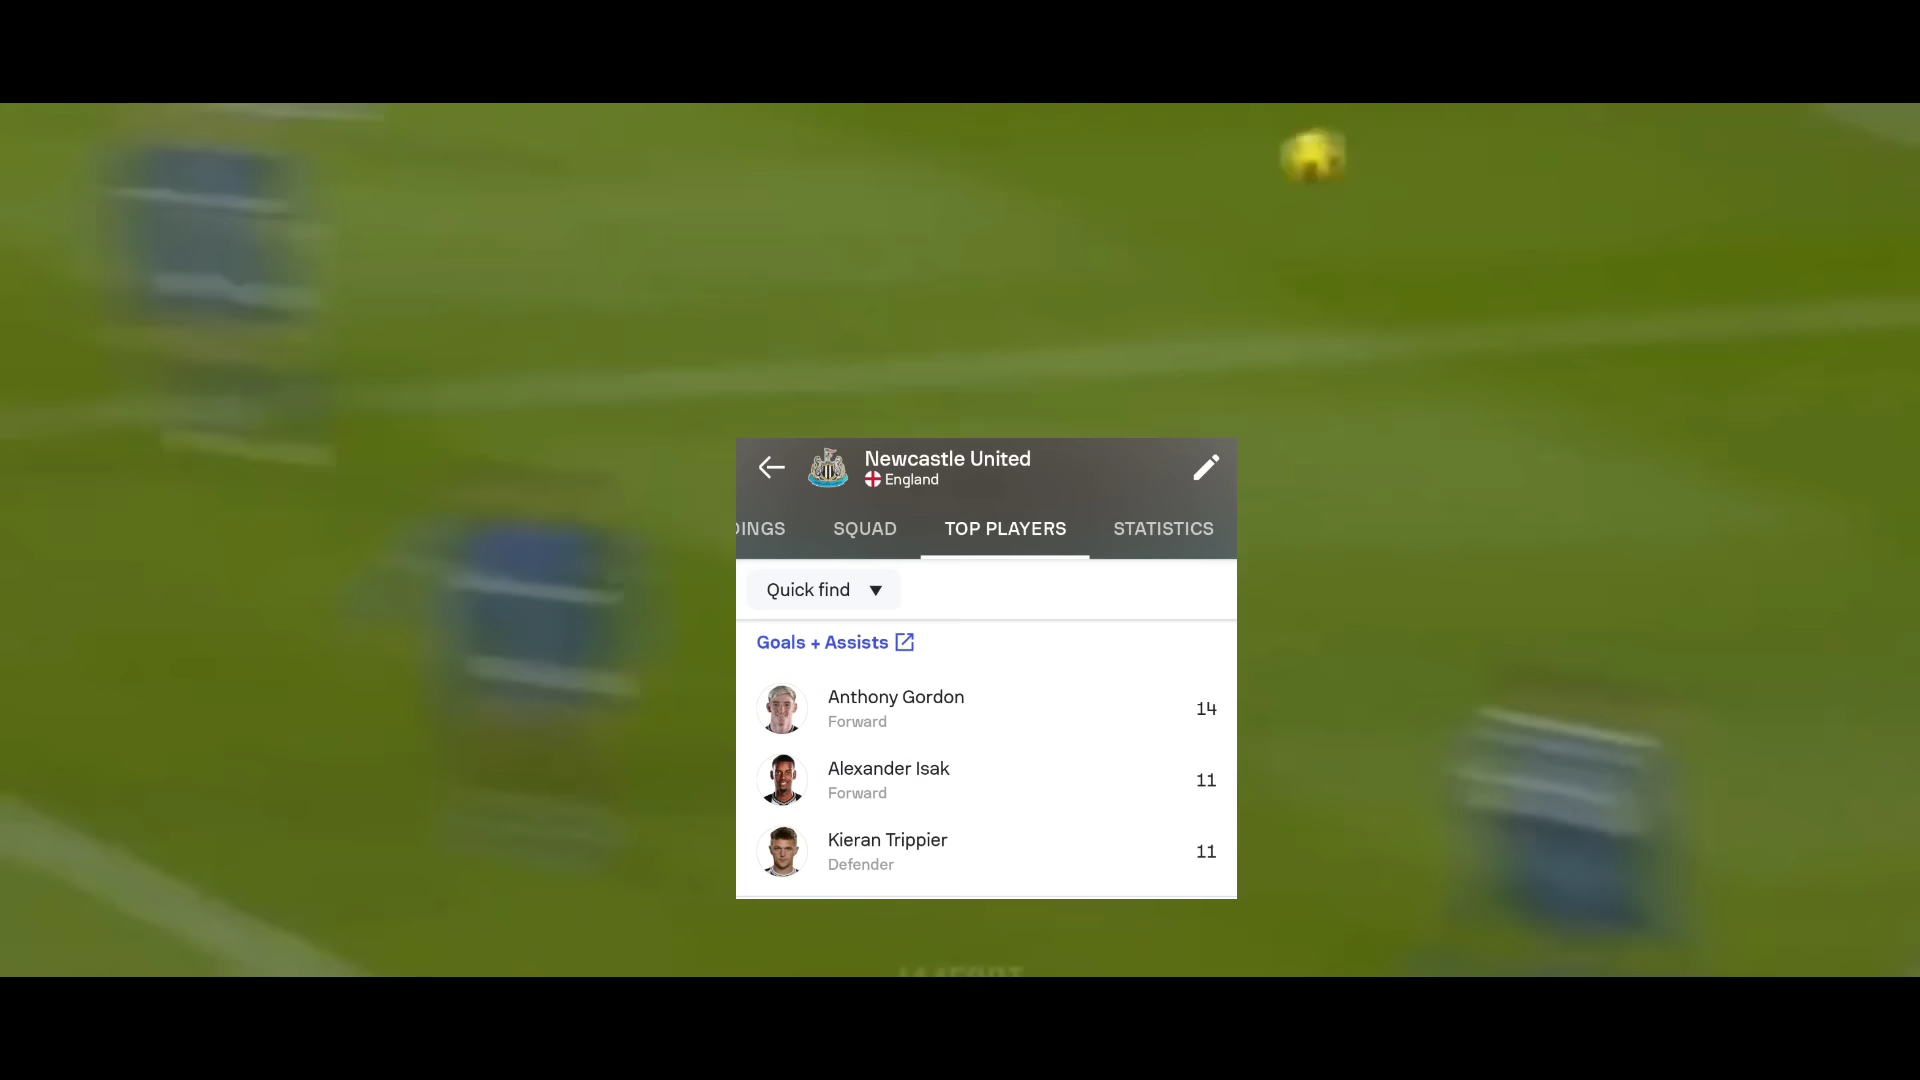 Newcastle United
England
DINGS SQUAD TOP PLAYERS STATISTICS
Quick find
Goals + Assists
Anthony Gordon
Forward
14
Alexander Isak
Forward
11
Kieran Trippier
Defender
11